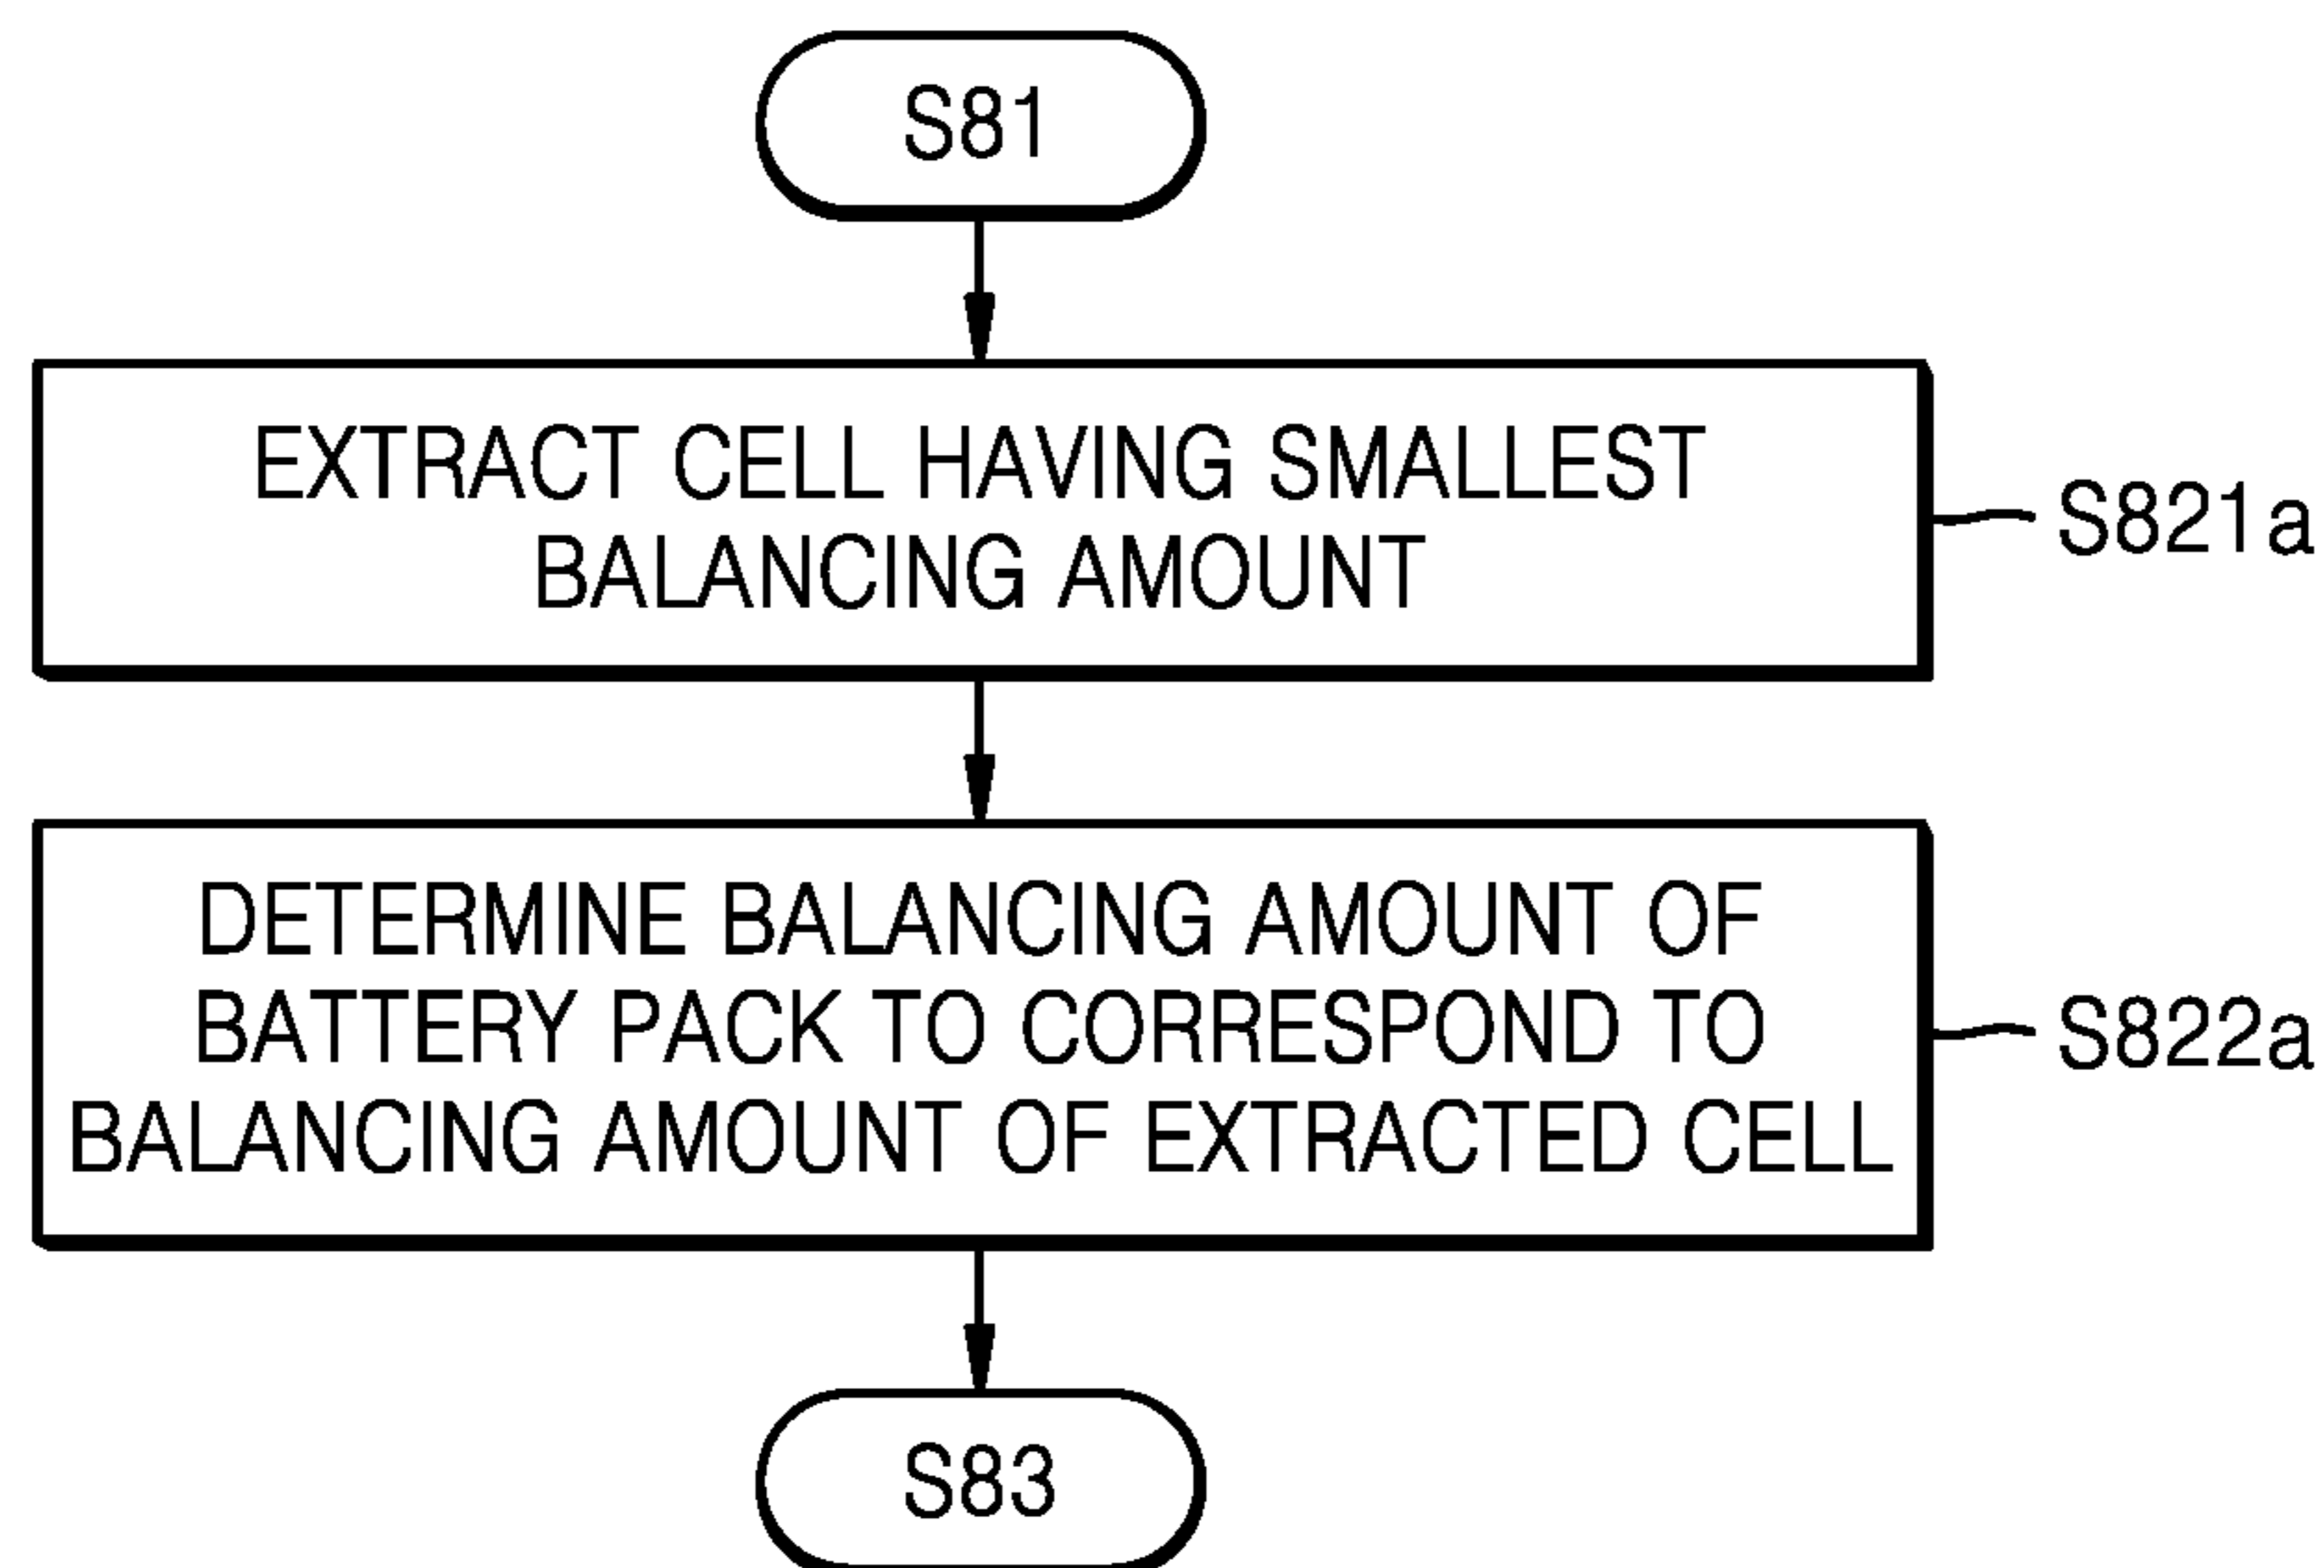 S81
EXTRACT CELL HAVING SMALLEST
BALANCING AMOUNT
S821a
DETERMINE BALANCING AMOUNT OF
BATTERY PACK TO CORRESPOND TO
BALANCING AMOUNT OF EXTRACTED CELL
S822a
S83